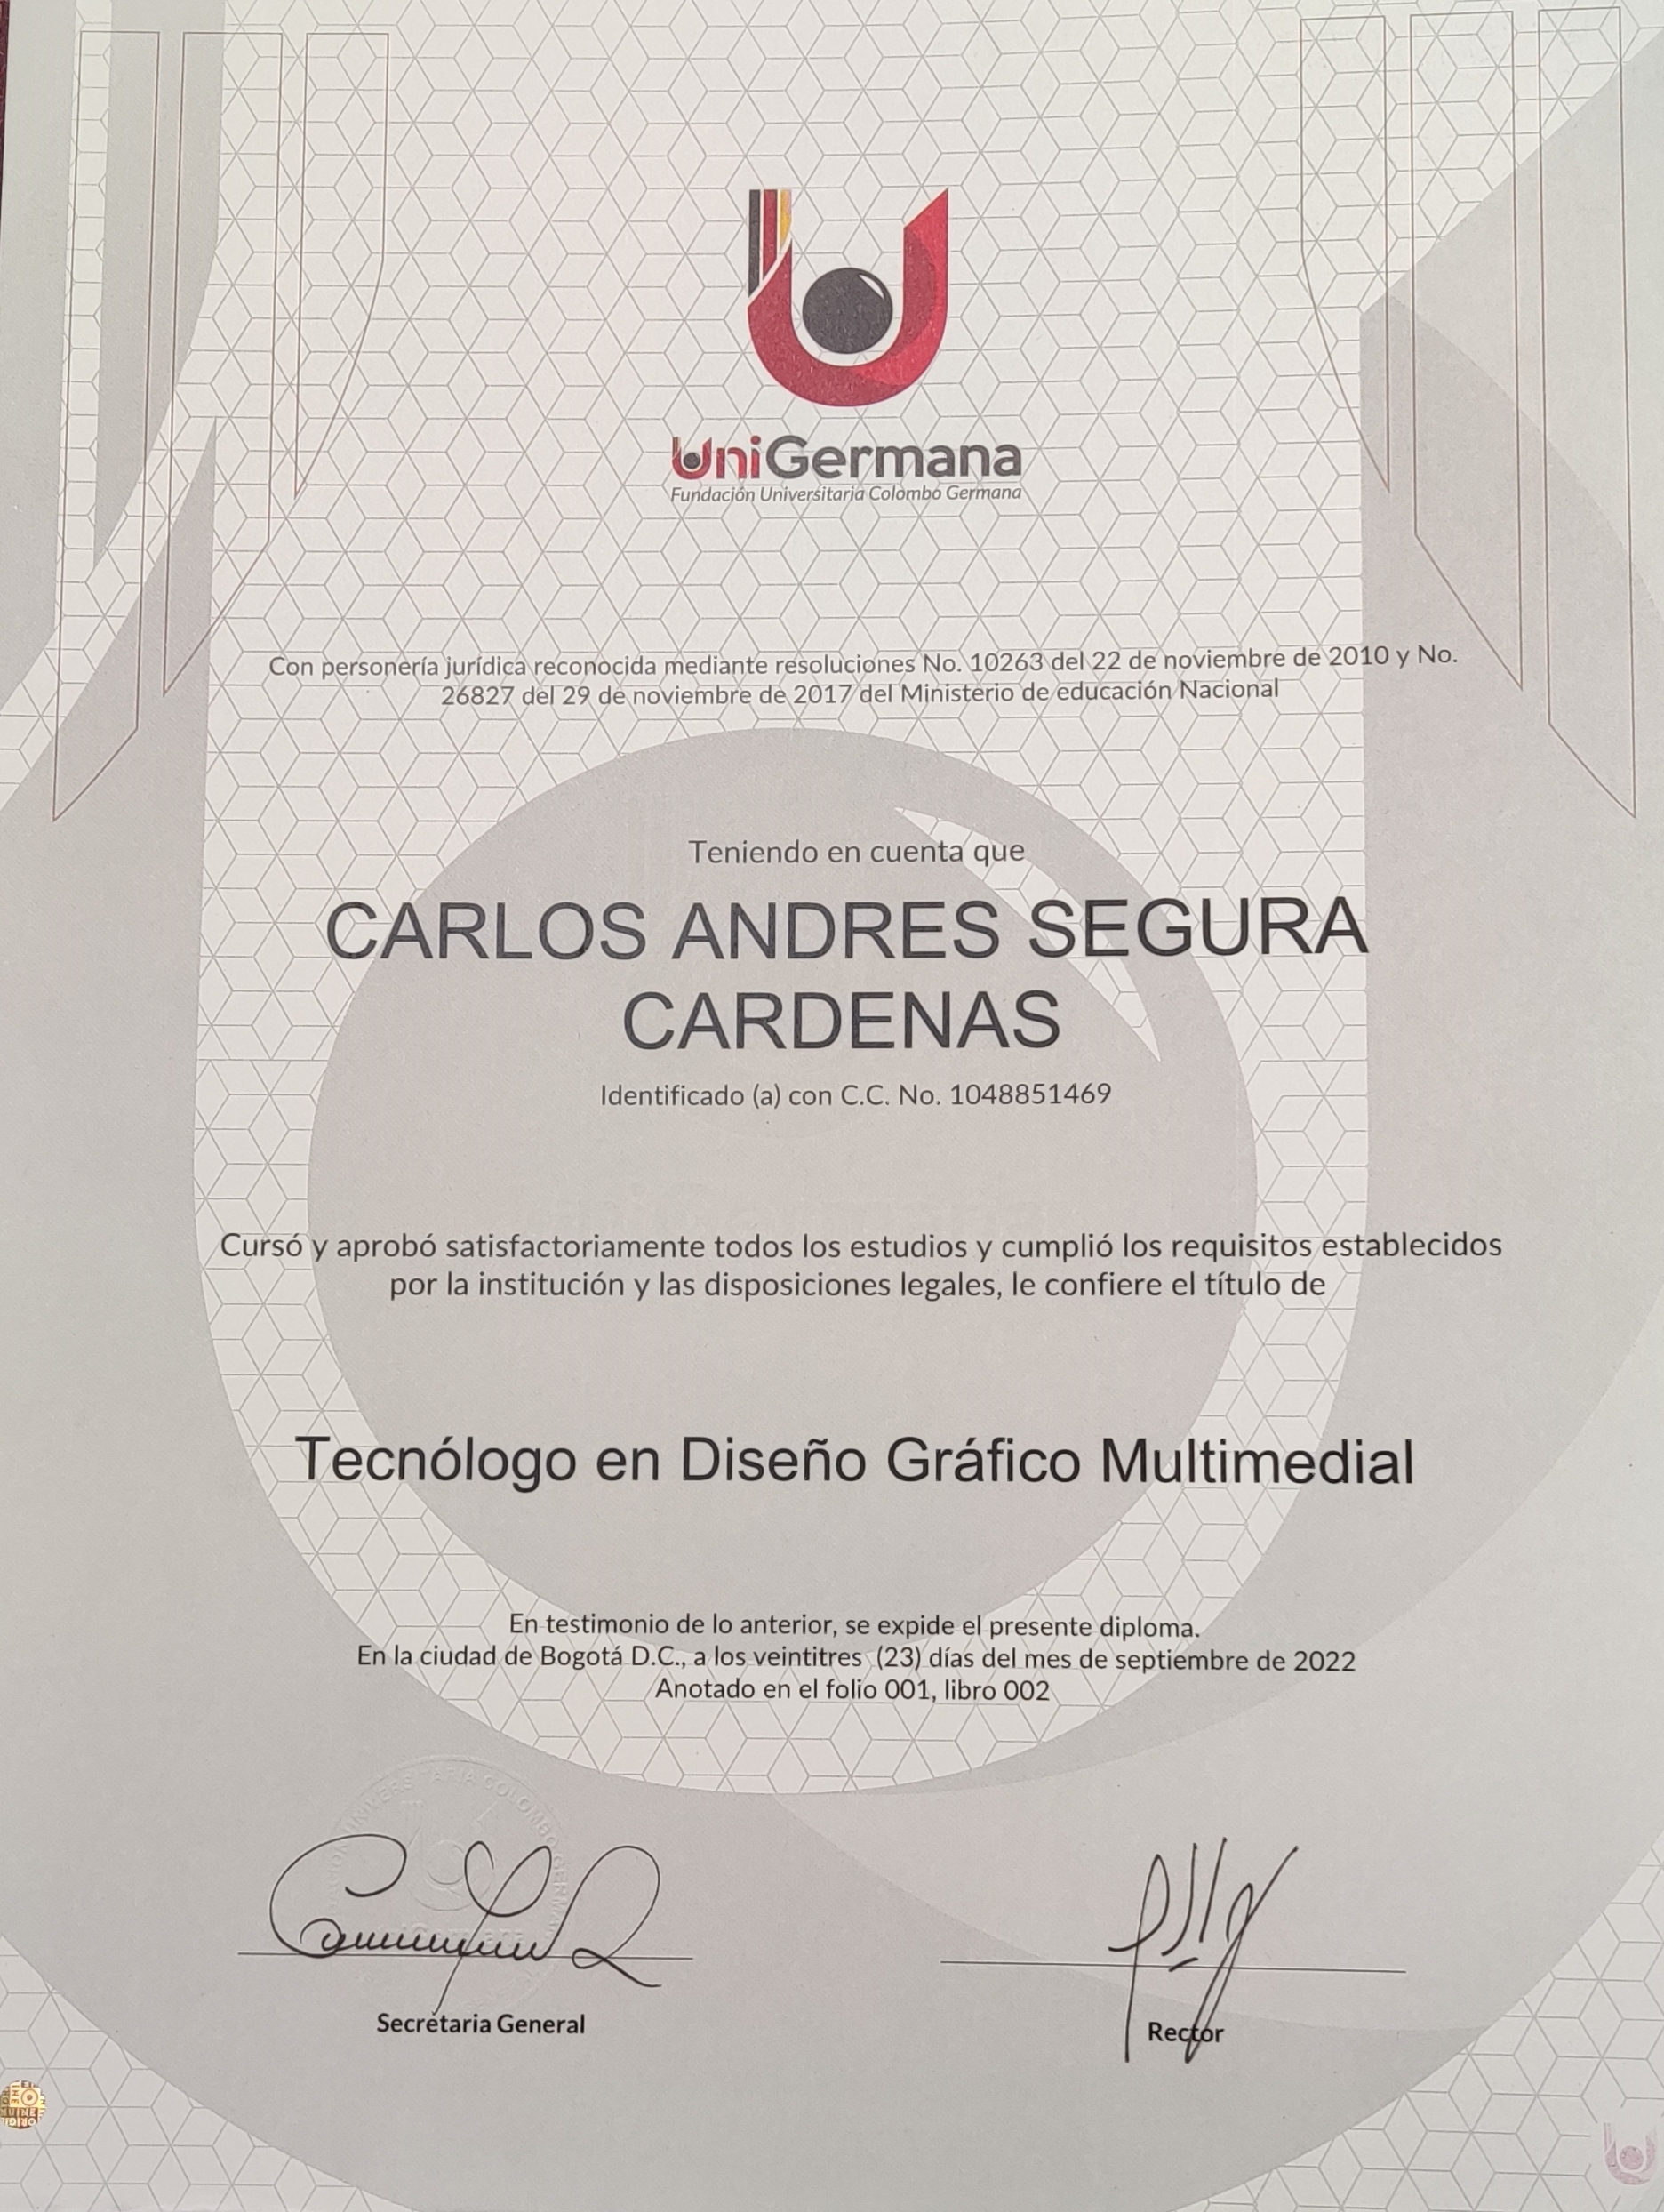 UniGermana
Fundación Universitaria Colombo Germana
Con personería jurídica reconocida mediante resoluciones No. 10263 del 22 de noviembre de 2010 y No.
26827 del 29 de noviembre de 2017 del Ministerio de educación Nacional
Teniendo en cuenta que
CARLOS ANDRES SEGURA
CARDENAS
Identificado (a) con C.C. No. 1048851469
Cursó y aprobó satisfactoriamente todos los estudios y cumplió los requisitos establecidos
por la institución y las disposiciones legales, le confiere el título de
Tecnólogo en Diseño Gráfico Multimedial
En testimonio de lo anterior, se expide el presente diploma.
En la ciudad de Bogotá D.C., a los veintitres (23) días del mes de septiembre de 2022
Anotado en el folio 001, libro 002
Secretaria General
Rector